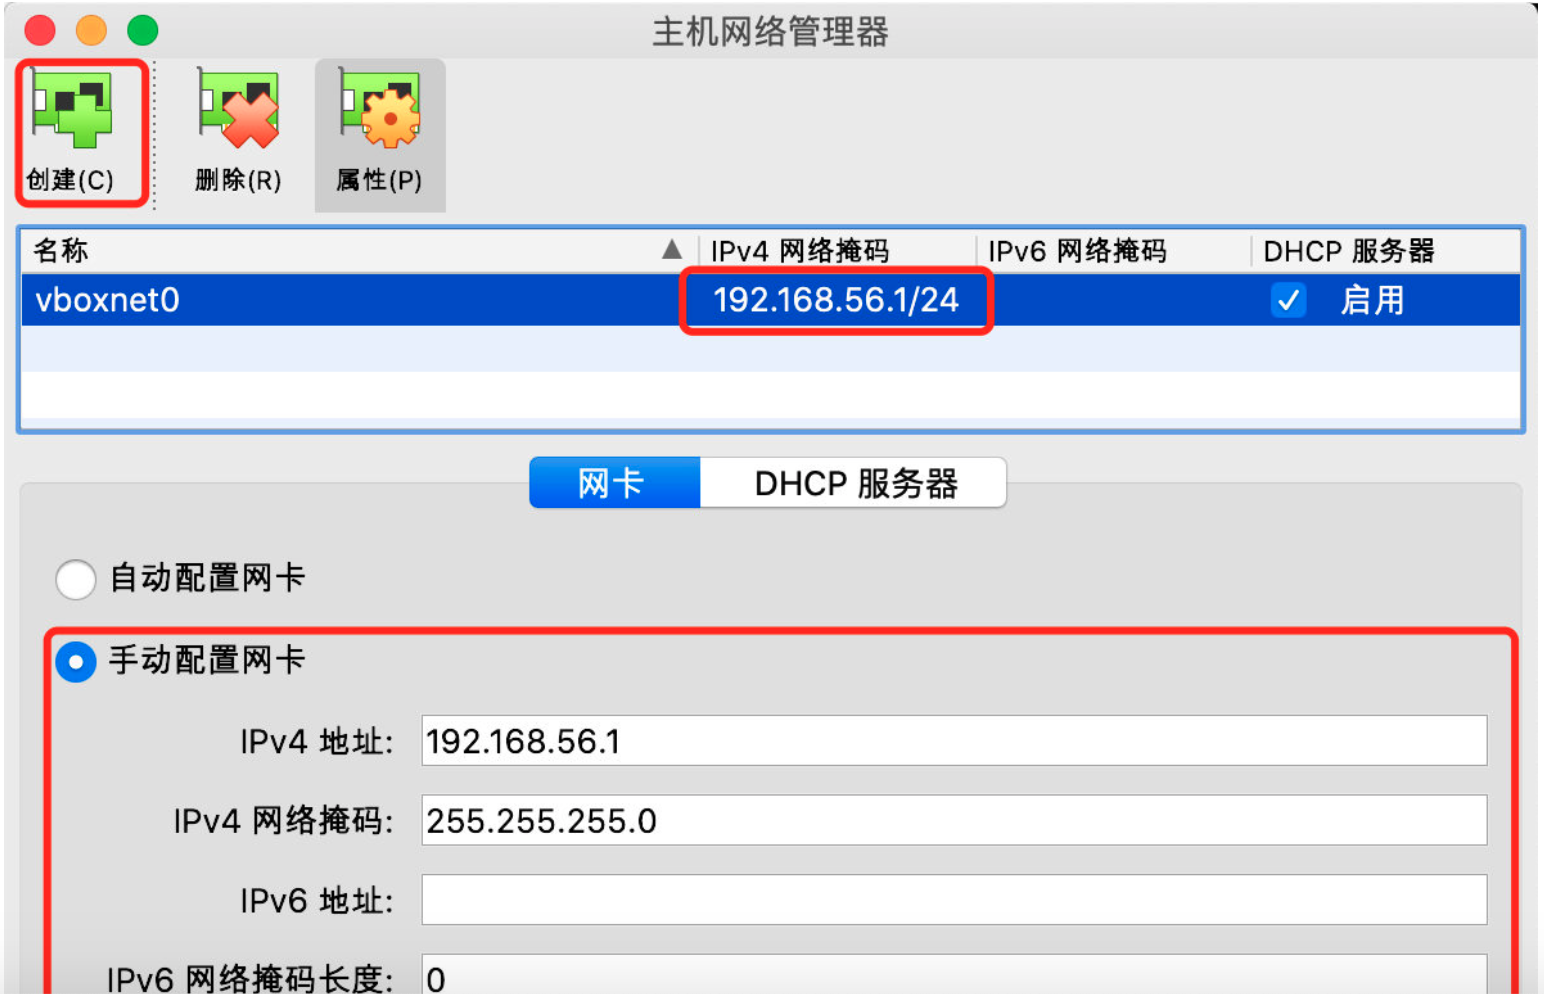 主机网络管理器
创建(C) 删除(R) 属性(P)
名称 IPv4 网络掩码 IPv6 网络掩码 DHCP 服务器
vboxnet0 192.168.56.1/24 启用
网卡 DHCP 服务器
自动配置网卡
手动配置网卡
IPv4 地址: 192.168.56.1
IPv4 网络掩码: 255.255.255.0
IPv6 地址:
IPv6 网络掩码长度: 0